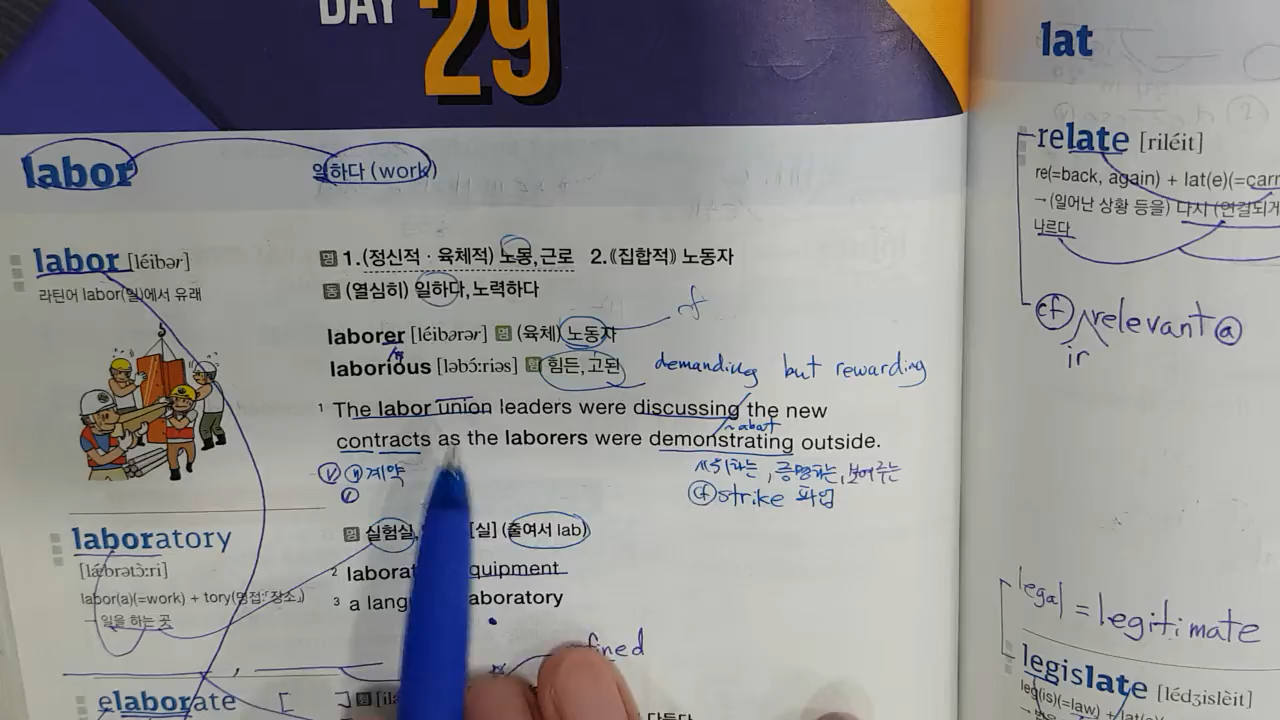 DAY 29
labor
일하다 (work)
labor [léibər]
라틴어 labor(일)에서 유래
명 1. (정신적 · 육체적) 노동, 근로 2. 《집합적》 노동자
동 (열심히) 일하다, 노력하다
laborer [léibərər] 명 (육체) 노동자
laborious [ləbɔ́:riəs] 형 힘든, 고된
demanding but rewarding
1 The labor union leaders were discussing the new
~about
contracts as the laborers were demonstrating outside.
ⓥ ⓝ 계약
시위하는, 증명하는, 보여주는
cf strike 파업
laboratory
[lǽbrətɔ̀:ri]
labor(a)(=work) + tory(명접:「장소」)
→ 일을 하는 곳
명 실험실, [실] (줄여서 lab)
2 laborat quipment
3 a lang aboratory
fined
elaborate
lat
relate [riléit]
re(=back, again) + lat(e)(=carr
→ (일어난 상황 등을) 다시 (연결되게
나르다
cf relevant ⓐ
ir
legal = legitimate
legislate [lédʒislèit]
leg(is)(=law) + lat(e